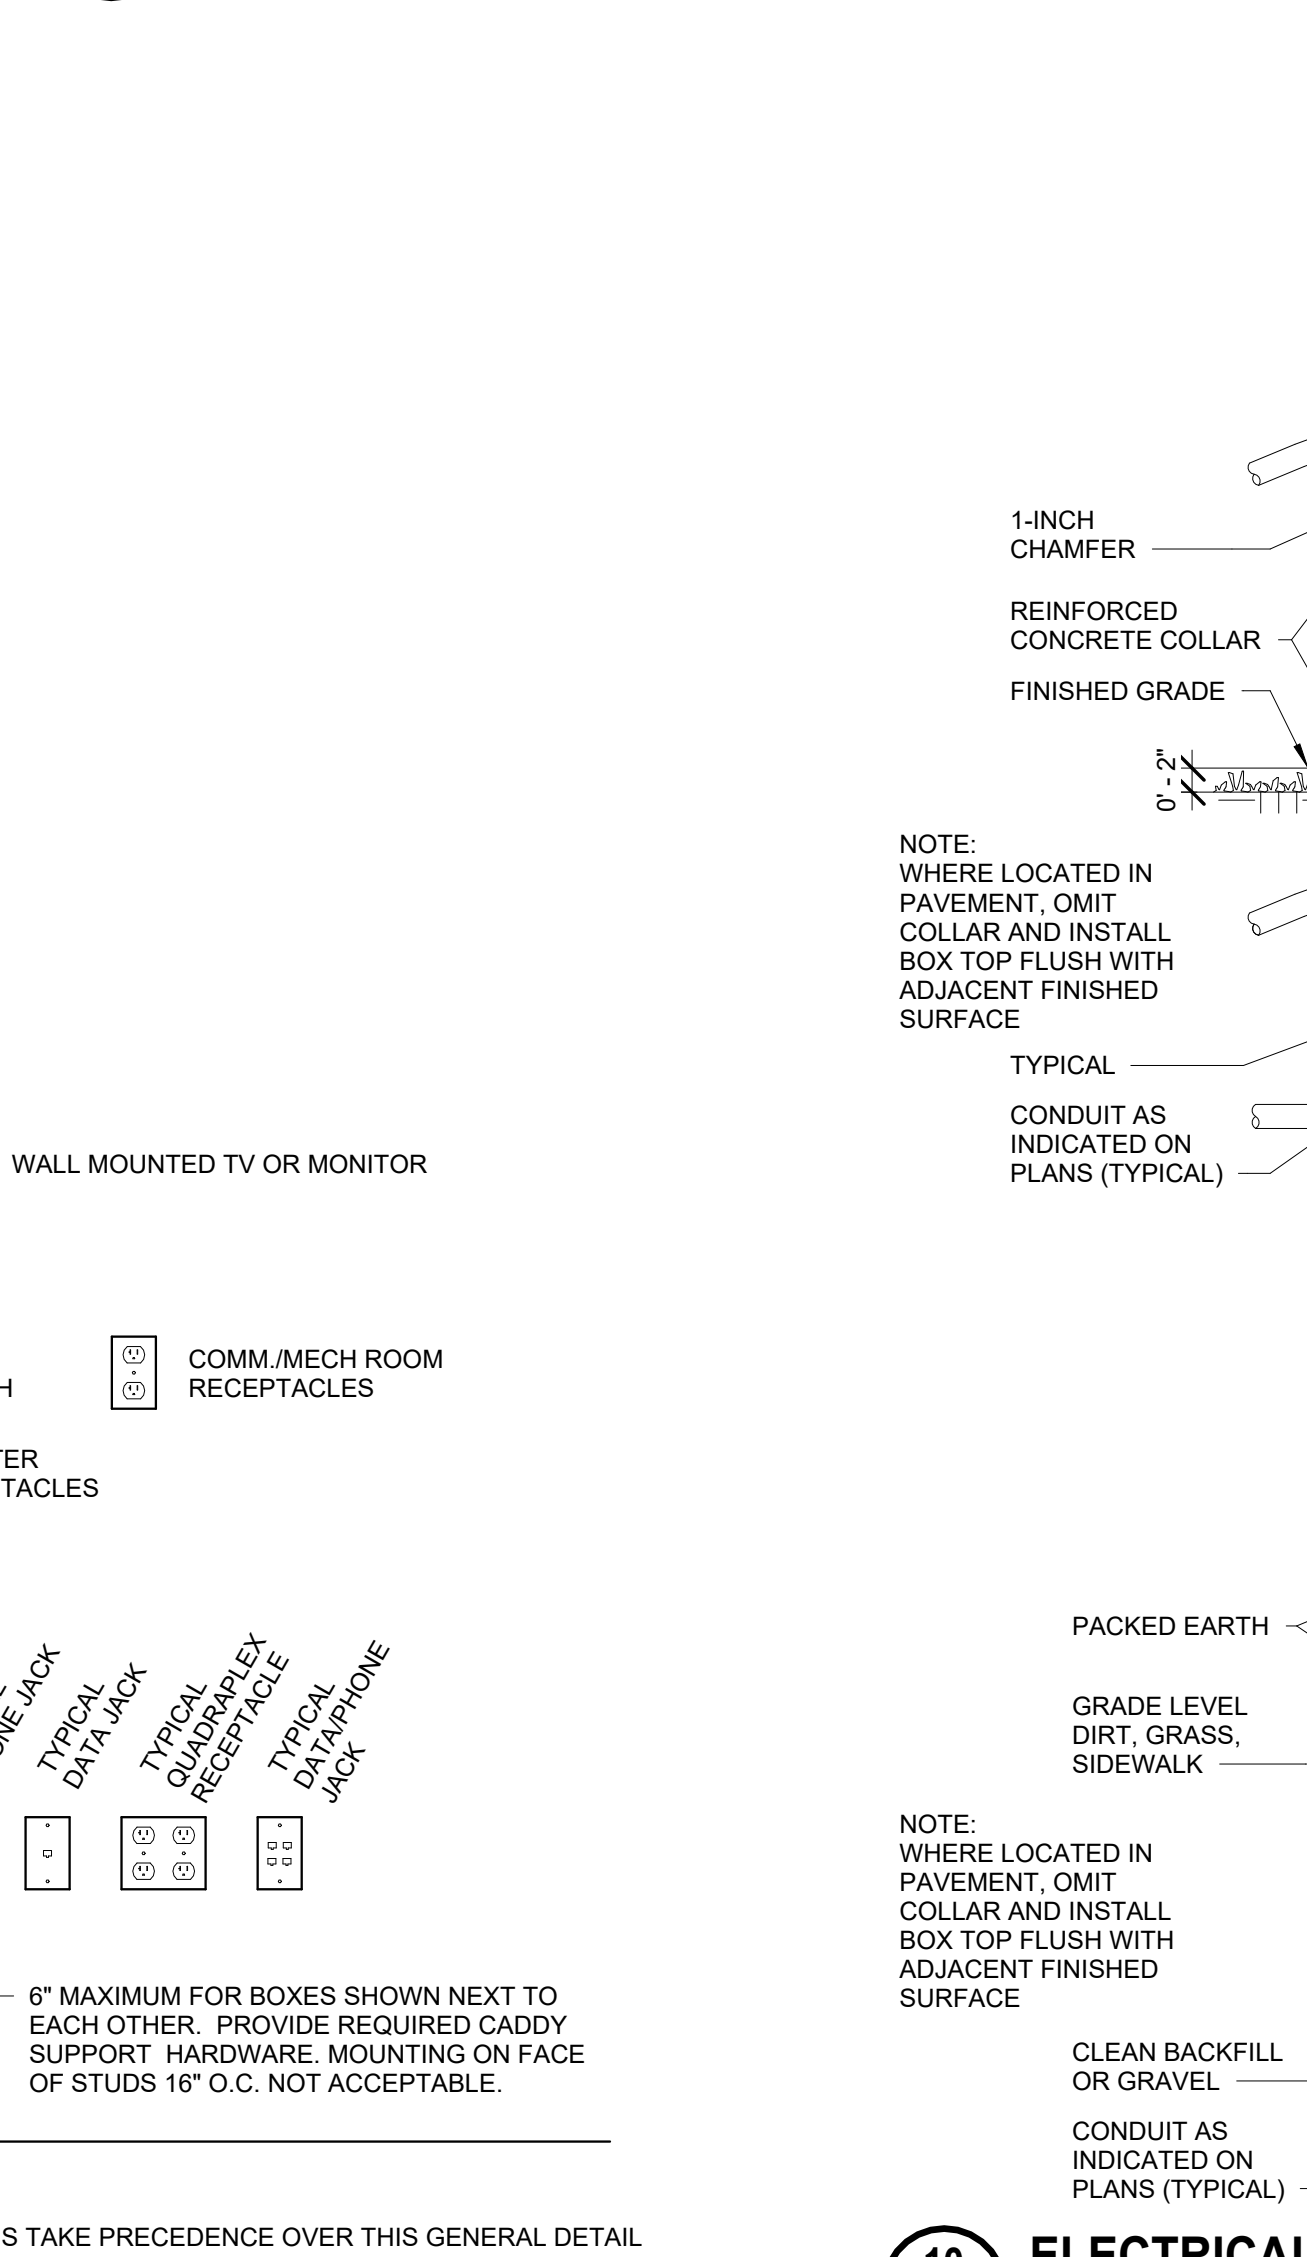 1-INCH
CHAMFER
REINFORCED
CONCRETE COLLAR
FINISHED GRADE
0' - 2"
NOTE:
WHERE LOCATED IN
PAVEMENT, OMIT
COLLAR AND INSTALL
BOX TOP FLUSH WITH
ADJACENT FINISHED
SURFACE
TYPICAL
CONDUIT AS
INDICATED ON
PLANS (TYPICAL)
WALL MOUNTED TV OR MONITOR
COMM./MECH ROOM
RECEPTACLES
H
TER
TACLES
ONE JACK
TYPICAL
DATA JACK
TYPICAL
QUADRAPLEX
RECEPTACLE
TYPICAL
DATA/PHONE
JACK
6" MAXIMUM FOR BOXES SHOWN NEXT TO
EACH OTHER.  PROVIDE REQUIRED CADDY
SUPPORT  HARDWARE. MOUNTING ON FACE
OF STUDS 16" O.C. NOT ACCEPTABLE.
S TAKE PRECEDENCE OVER THIS GENERAL DETAIL
PACKED EARTH
GRADE LEVEL
DIRT, GRASS,
SIDEWALK
NOTE:
WHERE LOCATED IN
PAVEMENT, OMIT
COLLAR AND INSTALL
BOX TOP FLUSH WITH
ADJACENT FINISHED
SURFACE
CLEAN BACKFILL
OR GRAVEL
CONDUIT AS
INDICATED ON
PLANS (TYPICAL)
ELECTRICAL